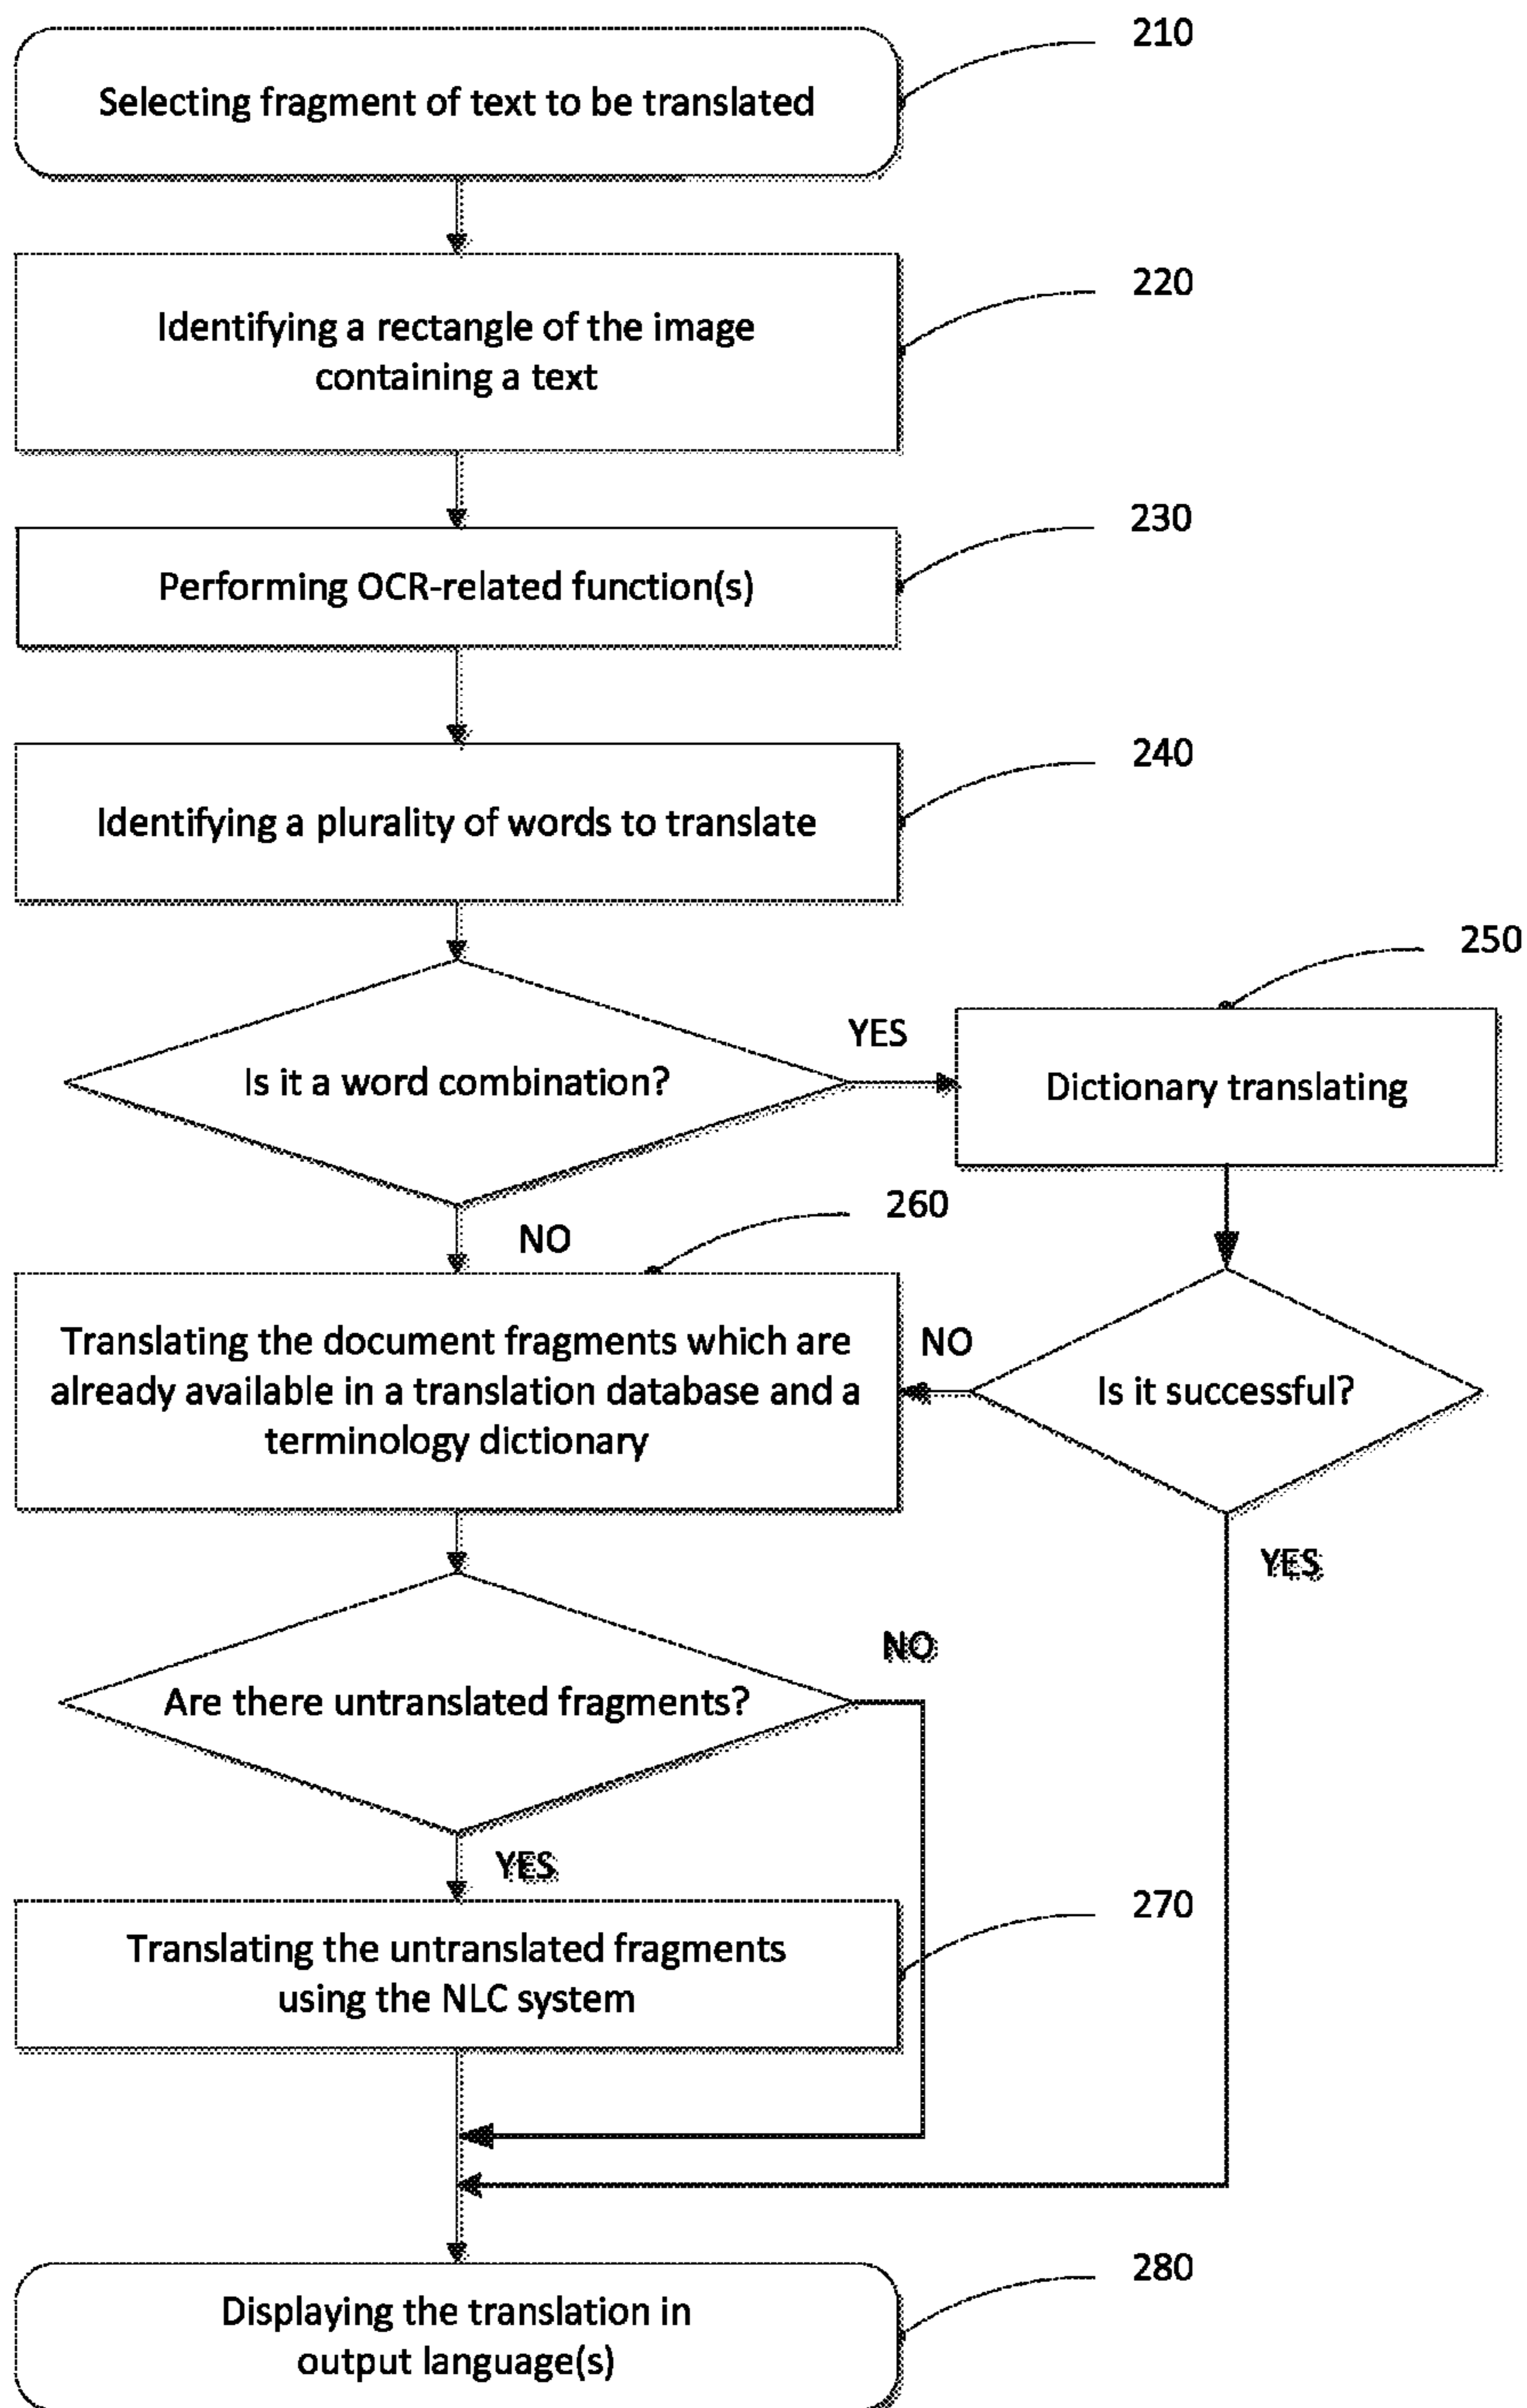 210
Selecting fragment of text to be translated
220
Identifying a rectangle of the image
containing a text
230
Performing OCR-related function(s)
240
Identifying a plurality of words to translate
250
YES
Is it a word combination?
Dictionary translating
260
NO
Translating the document fragments which are
already available in a translation database and a
terminology dictionary
NO
Is it successful?
YES
NO
Are there untranslated fragments?
YES
270
Translating the untranslated fragments
using the NLC system
280
Displaying the translation in
output language(s)